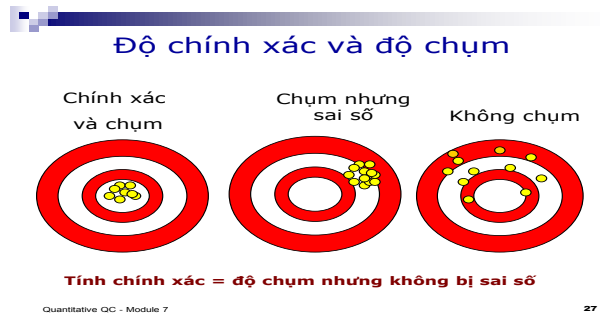 Độ chính xác và độ chụm
Chính xác
và chụm
Chụm nhưng
sai số
Không chụm
Tính chính xác = độ chụm nhưng không bị sai số
Quantitative QC - Module 7
27